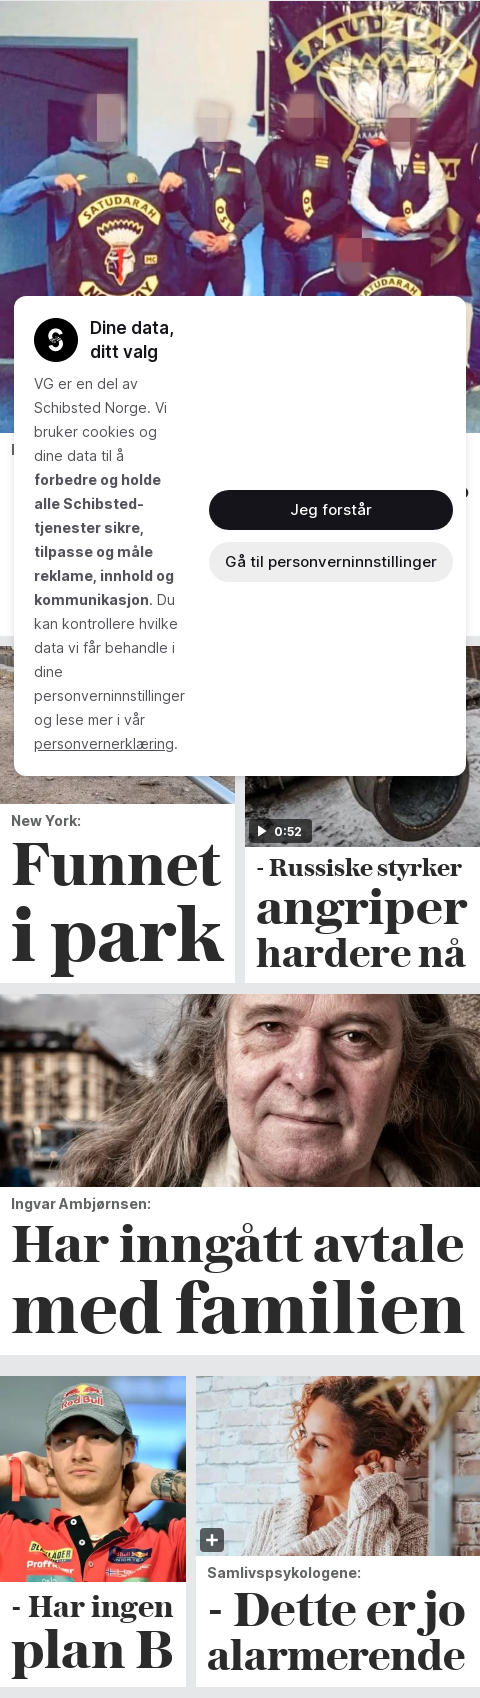 SATUDARAH
SATUDARAH
OSLO
MC
NORWAY
Dine data,
ditt valg
VG er en del av
Schibsted Norge. Vi
bruker cookies og
dine data til å
forbedre og holde
alle Schibsted-
tjenester sikre,
tilpasse og måle
reklame, innhold og
kommunikasjon. Du
kan kontrollere hvilke
data vi får behandle i
dine
personverninnstillinger
og lese mer i vår
personvernerklæring.
Jeg forstår
Gå til personverninnstillinger
New York:
Funnet
i park
0:52
- Russiske styrker
angriper
hardere nå
Ingvar Ambjørnsen:
Har inngått avtale
med familien
Red Bull
- Har ingen
plan B
Samlivspsykologene:
- Dette er jo
alarmerende